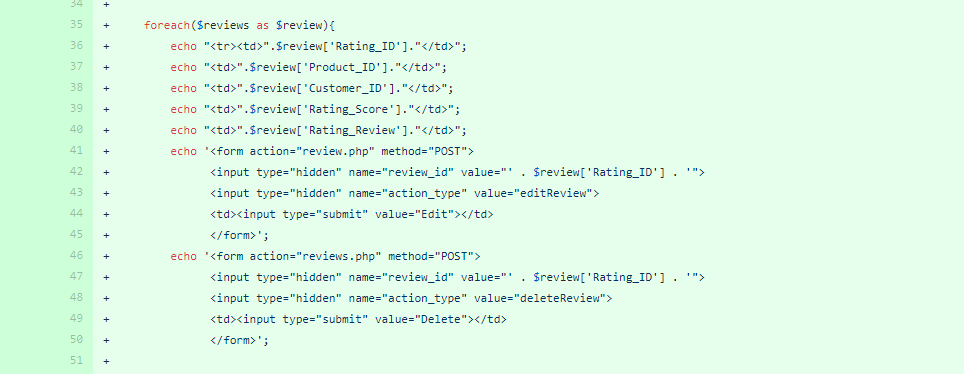 34 +
35 + foreach($reviews as $review){
36 + echo "<tr><td>".$review['Rating_ID']."</td>";
37 + echo "<td>".$review['Product_ID']."</td>";
38 + echo "<td>".$review['Customer_ID']."</td>";
39 + echo "<td>".$review['Rating_Score']."</td>";
40 + echo "<td>".$review['Rating_Review']."</td>";
41 + echo '<form action="review.php" method="POST">
42 + <input type="hidden" name="review_id" value="' . $review['Rating_ID'] . '">
43 + <input type="hidden" name="action_type" value="editReview">
44 + <td><input type="submit" value="Edit"></td>
45 + </form>';
46 + echo '<form action="reviews.php" method="POST">
47 + <input type="hidden" name="review_id" value="' . $review['Rating_ID'] . '">
48 + <input type="hidden" name="action_type" value="deleteReview">
49 + <td><input type="submit" value="Delete"></td>
50 + </form>';
51 +